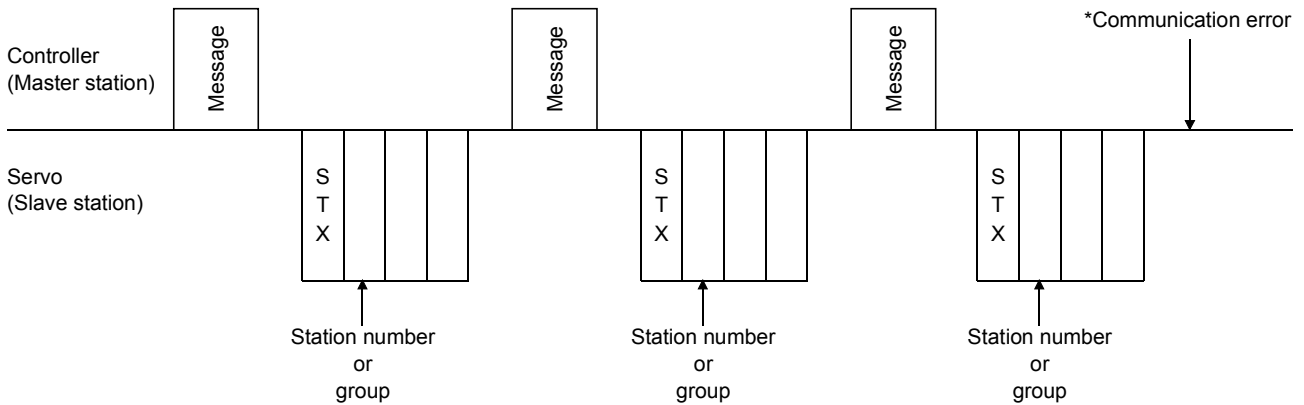 *Communication error
Controller
(Master station)
Message
Message
Message
Servo
(Slave station)
S
T
X
S
T
X
S
T
X
Station number
or
group
Station number
or
group
Station number
or
group